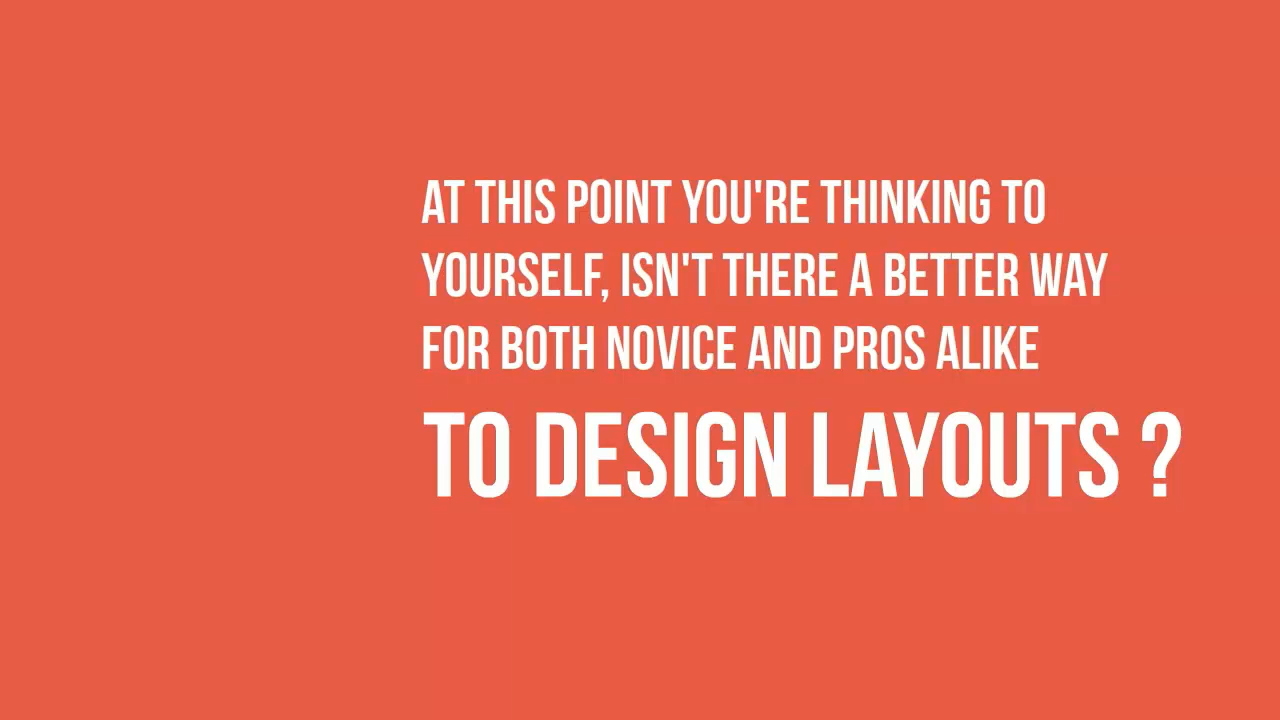 AT THIS POINT YOU'RE THINKING TO
YOURSELF, ISN'T THERE A BETTER WAY
FOR BOTH NOVICE AND PROS ALIKE
TO DESIGN LAYOUTS ?